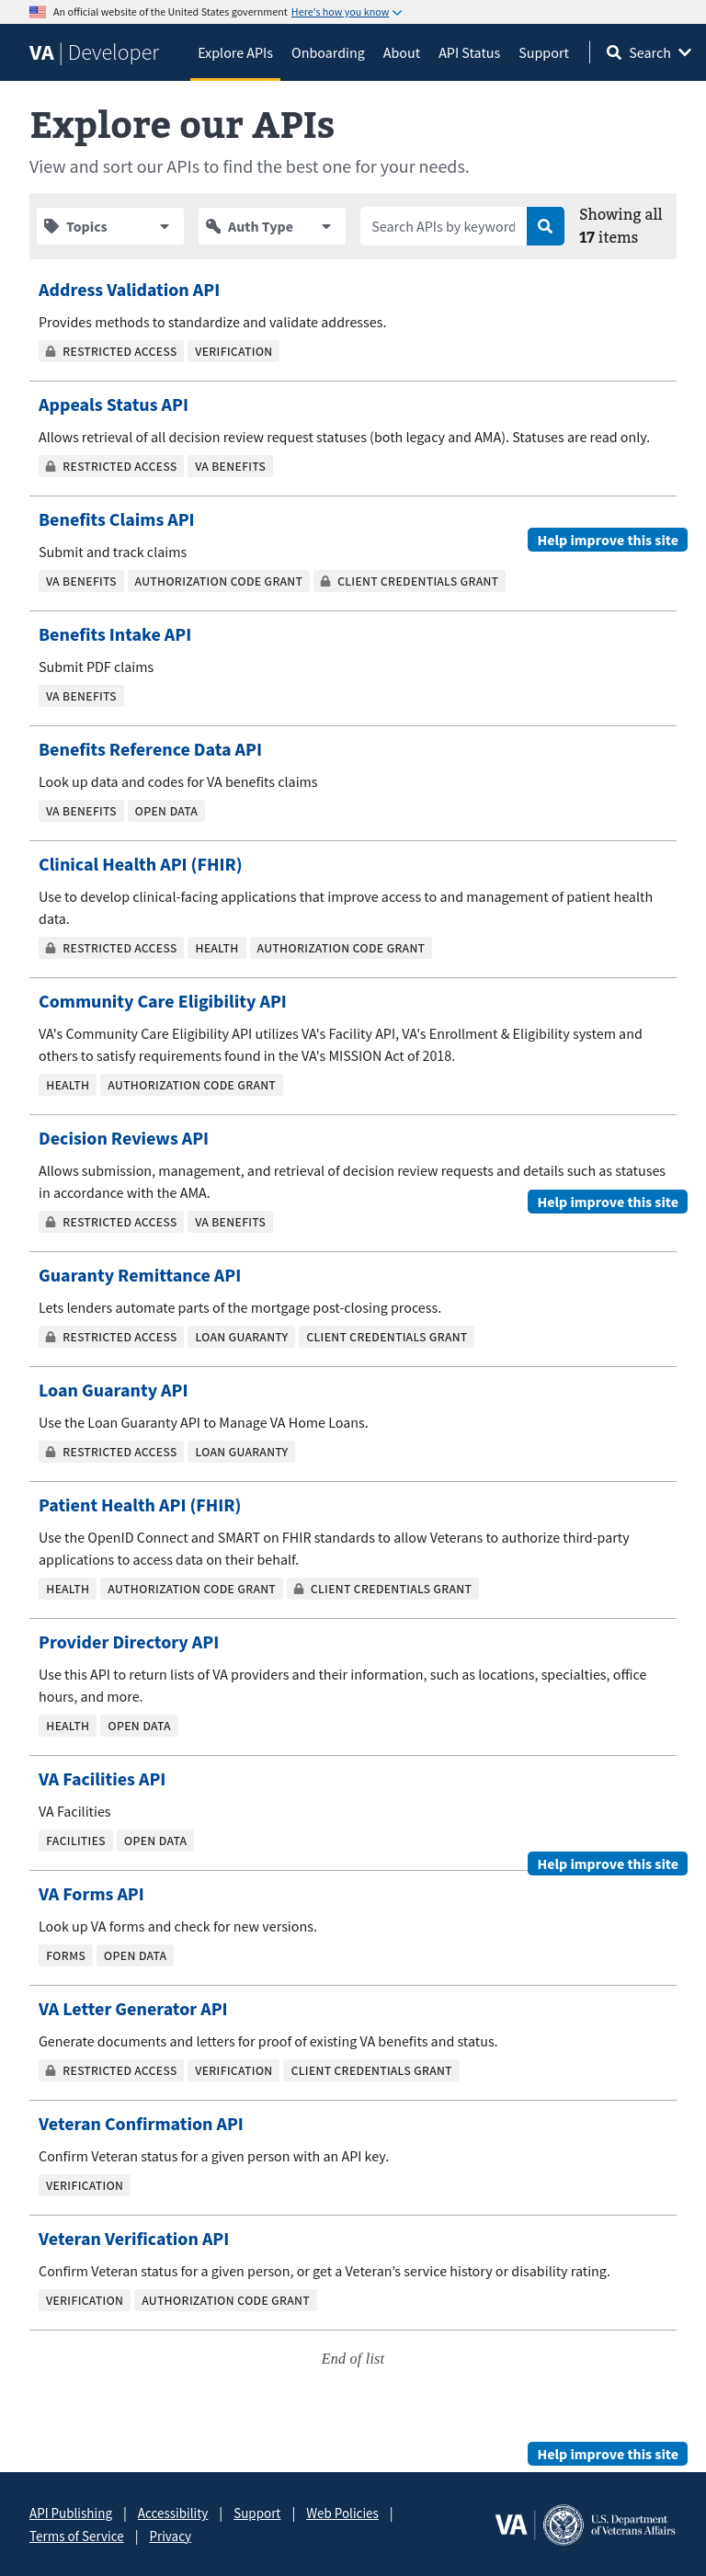 An official website of the United States government Here's how you know
VA | Developer
Explore APIs
Onboarding
About
API Status
Support
Search
Explore our APIs
View and sort our APIs to find the best one for your needs.
Topics
Auth Type
Search APIs by keyword
Showing all
17 items
Address Validation API
Provides methods to standardize and validate addresses.
RESTRICTED ACCESS VERIFICATION
Appeals Status API
Allows retrieval of all decision review request statuses (both legacy and AMA). Statuses are read only.
RESTRICTED ACCESS VA BENEFITS
Benefits Claims API
Help improve this site
Submit and track claims
VA BENEFITS AUTHORIZATION CODE GRANT CLIENT CREDENTIALS GRANT
Benefits Intake API
Submit PDF claims
VA BENEFITS
Benefits Reference Data API
Look up data and codes for VA benefits claims
VA BENEFITS OPEN DATA
Clinical Health API (FHIR)
Use to develop clinical-facing applications that improve access to and management of patient health
data.
RESTRICTED ACCESS HEALTH AUTHORIZATION CODE GRANT
Community Care Eligibility API
VA's Community Care Eligibility API utilizes VA's Facility API, VA's Enrollment & Eligibility system and
others to satisfy requirements found in the VA's MISSION Act of 2018.
HEALTH AUTHORIZATION CODE GRANT
Decision Reviews API
Allows submission, management, and retrieval of decision review requests and details such as statuses
in accordance with the AMA.
Help improve this site
RESTRICTED ACCESS VA BENEFITS
Guaranty Remittance API
Lets lenders automate parts of the mortgage post-closing process.
RESTRICTED ACCESS LOAN GUARANTY CLIENT CREDENTIALS GRANT
Loan Guaranty API
Use the Loan Guaranty API to Manage VA Home Loans.
RESTRICTED ACCESS LOAN GUARANTY
Patient Health API (FHIR)
Use the OpenID Connect and SMART on FHIR standards to allow Veterans to authorize third-party
applications to access data on their behalf.
HEALTH AUTHORIZATION CODE GRANT CLIENT CREDENTIALS GRANT
Provider Directory API
Use this API to return lists of VA providers and their information, such as locations, specialties, office
hours, and more.
HEALTH OPEN DATA
VA Facilities API
VA Facilities
FACILITIES OPEN DATA
Help improve this site
VA Forms API
Look up VA forms and check for new versions.
FORMS OPEN DATA
VA Letter Generator API
Generate documents and letters for proof of existing VA benefits and status.
RESTRICTED ACCESS VERIFICATION CLIENT CREDENTIALS GRANT
Veteran Confirmation API
Confirm Veteran status for a given person with an API key.
VERIFICATION
Veteran Verification API
Confirm Veteran status for a given person, or get a Veteran’s service history or disability rating.
VERIFICATION AUTHORIZATION CODE GRANT
End of list
Help improve this site
API Publishing | Accessibility | Support | Web Policies |
Terms of Service | Privacy
VA
U.S. Department
of Veterans Affairs